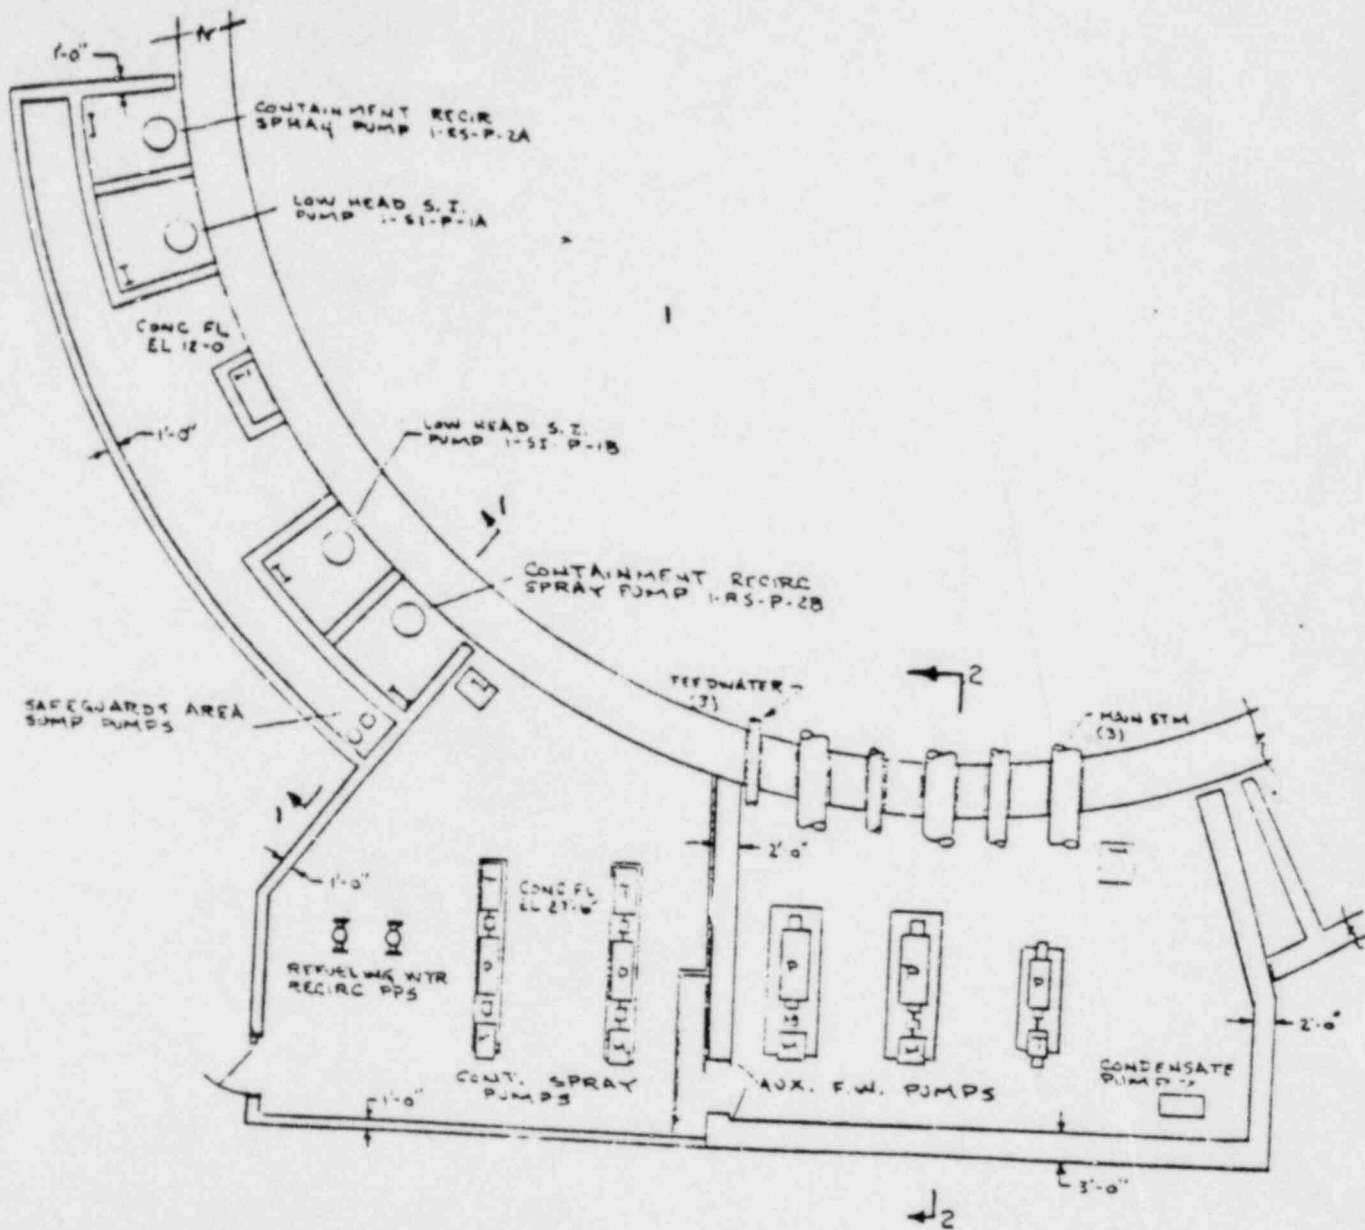 1'-0"
CONTAINMENT RECIR
SPRAY PUMP 1-RS-P-2A
LOW HEAD S.I.
PUMP 1-SI-P-1A
CONC FL
EL 12-0
1'-0"
LOW HEAD S.I.
PUMP 1-SI-P-1B
1
CONTAINMENT RECIRC
SPRAY PUMP 1-RS-P-2B
2
FEEDWATER
(3)
MAIN STM
(3)
SAFEGUARDS AREA
SUMP PUMPS
1
2'-0"
1'-0"
CONC FL
EL 27'-6"
REFUELING WTR
RECIRC PPS
P
P
P
P
2'-0"
CONT. SPRAY
PUMPS
AUX. F.W. PUMPS
CONDENSATE
PUMP
1'-0"
3'-0"
2